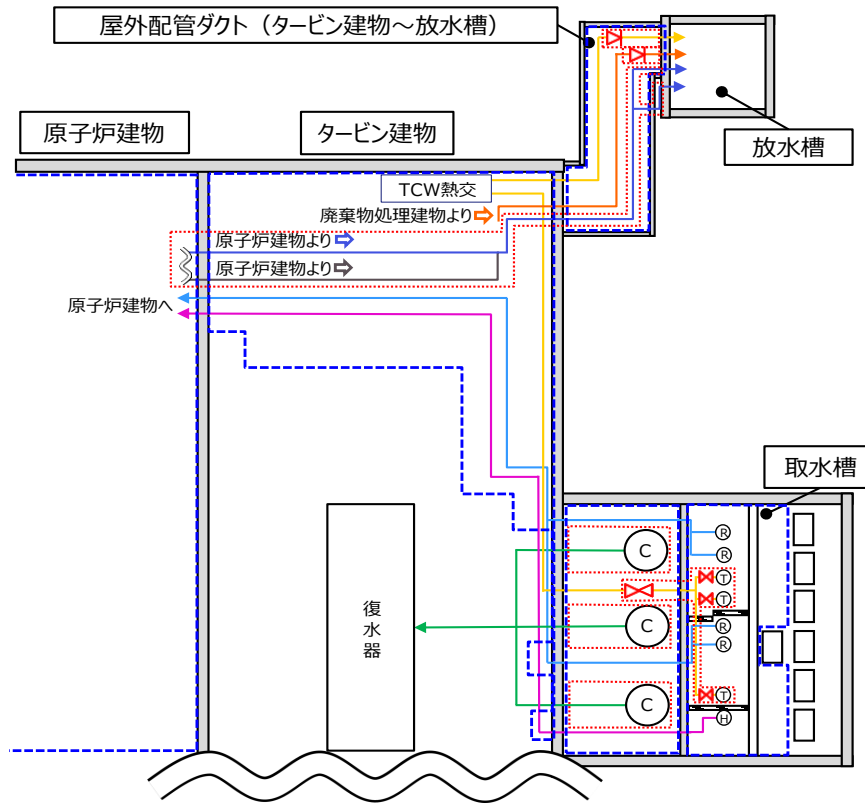 屋外配管ダクト（タービン建物～放水槽）
原子炉建物
タービン建物
放水槽
TCW熱交
廃棄物処理建物より
原子炉建物より
原子炉建物より
原子炉建物へ
取水槽
R
C
R
T
T
復水器
C
R
R
C
T
H